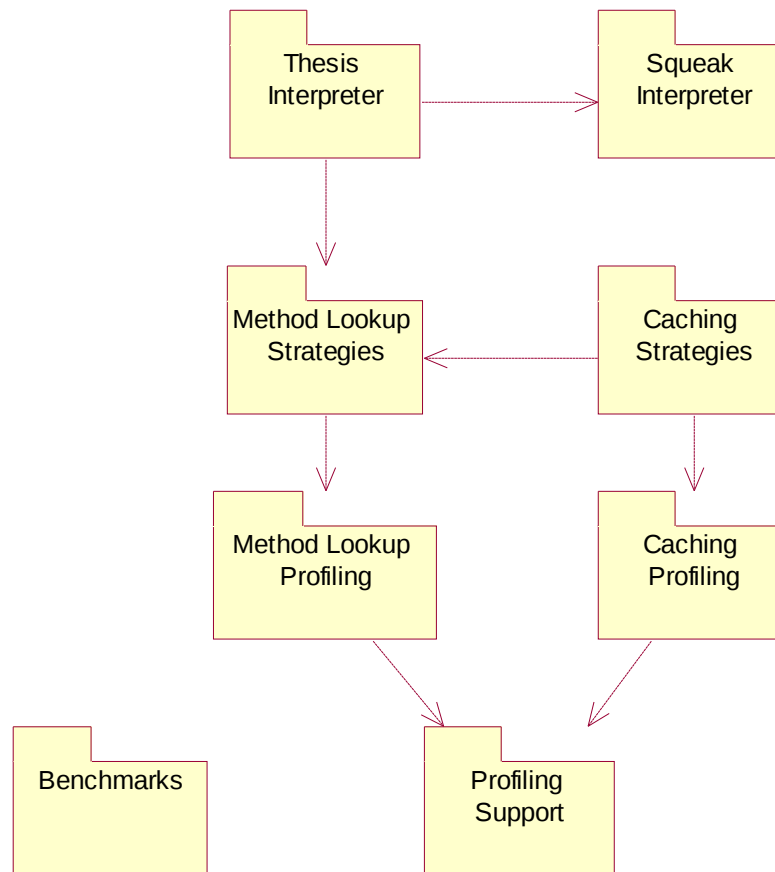 Thesis
Interpreter
Squeak
Interpreter
Method Lookup
Strategies
Caching
Strategies
Method Lookup
Profiling
Caching
Profiling
Benchmarks
Profiling
Support